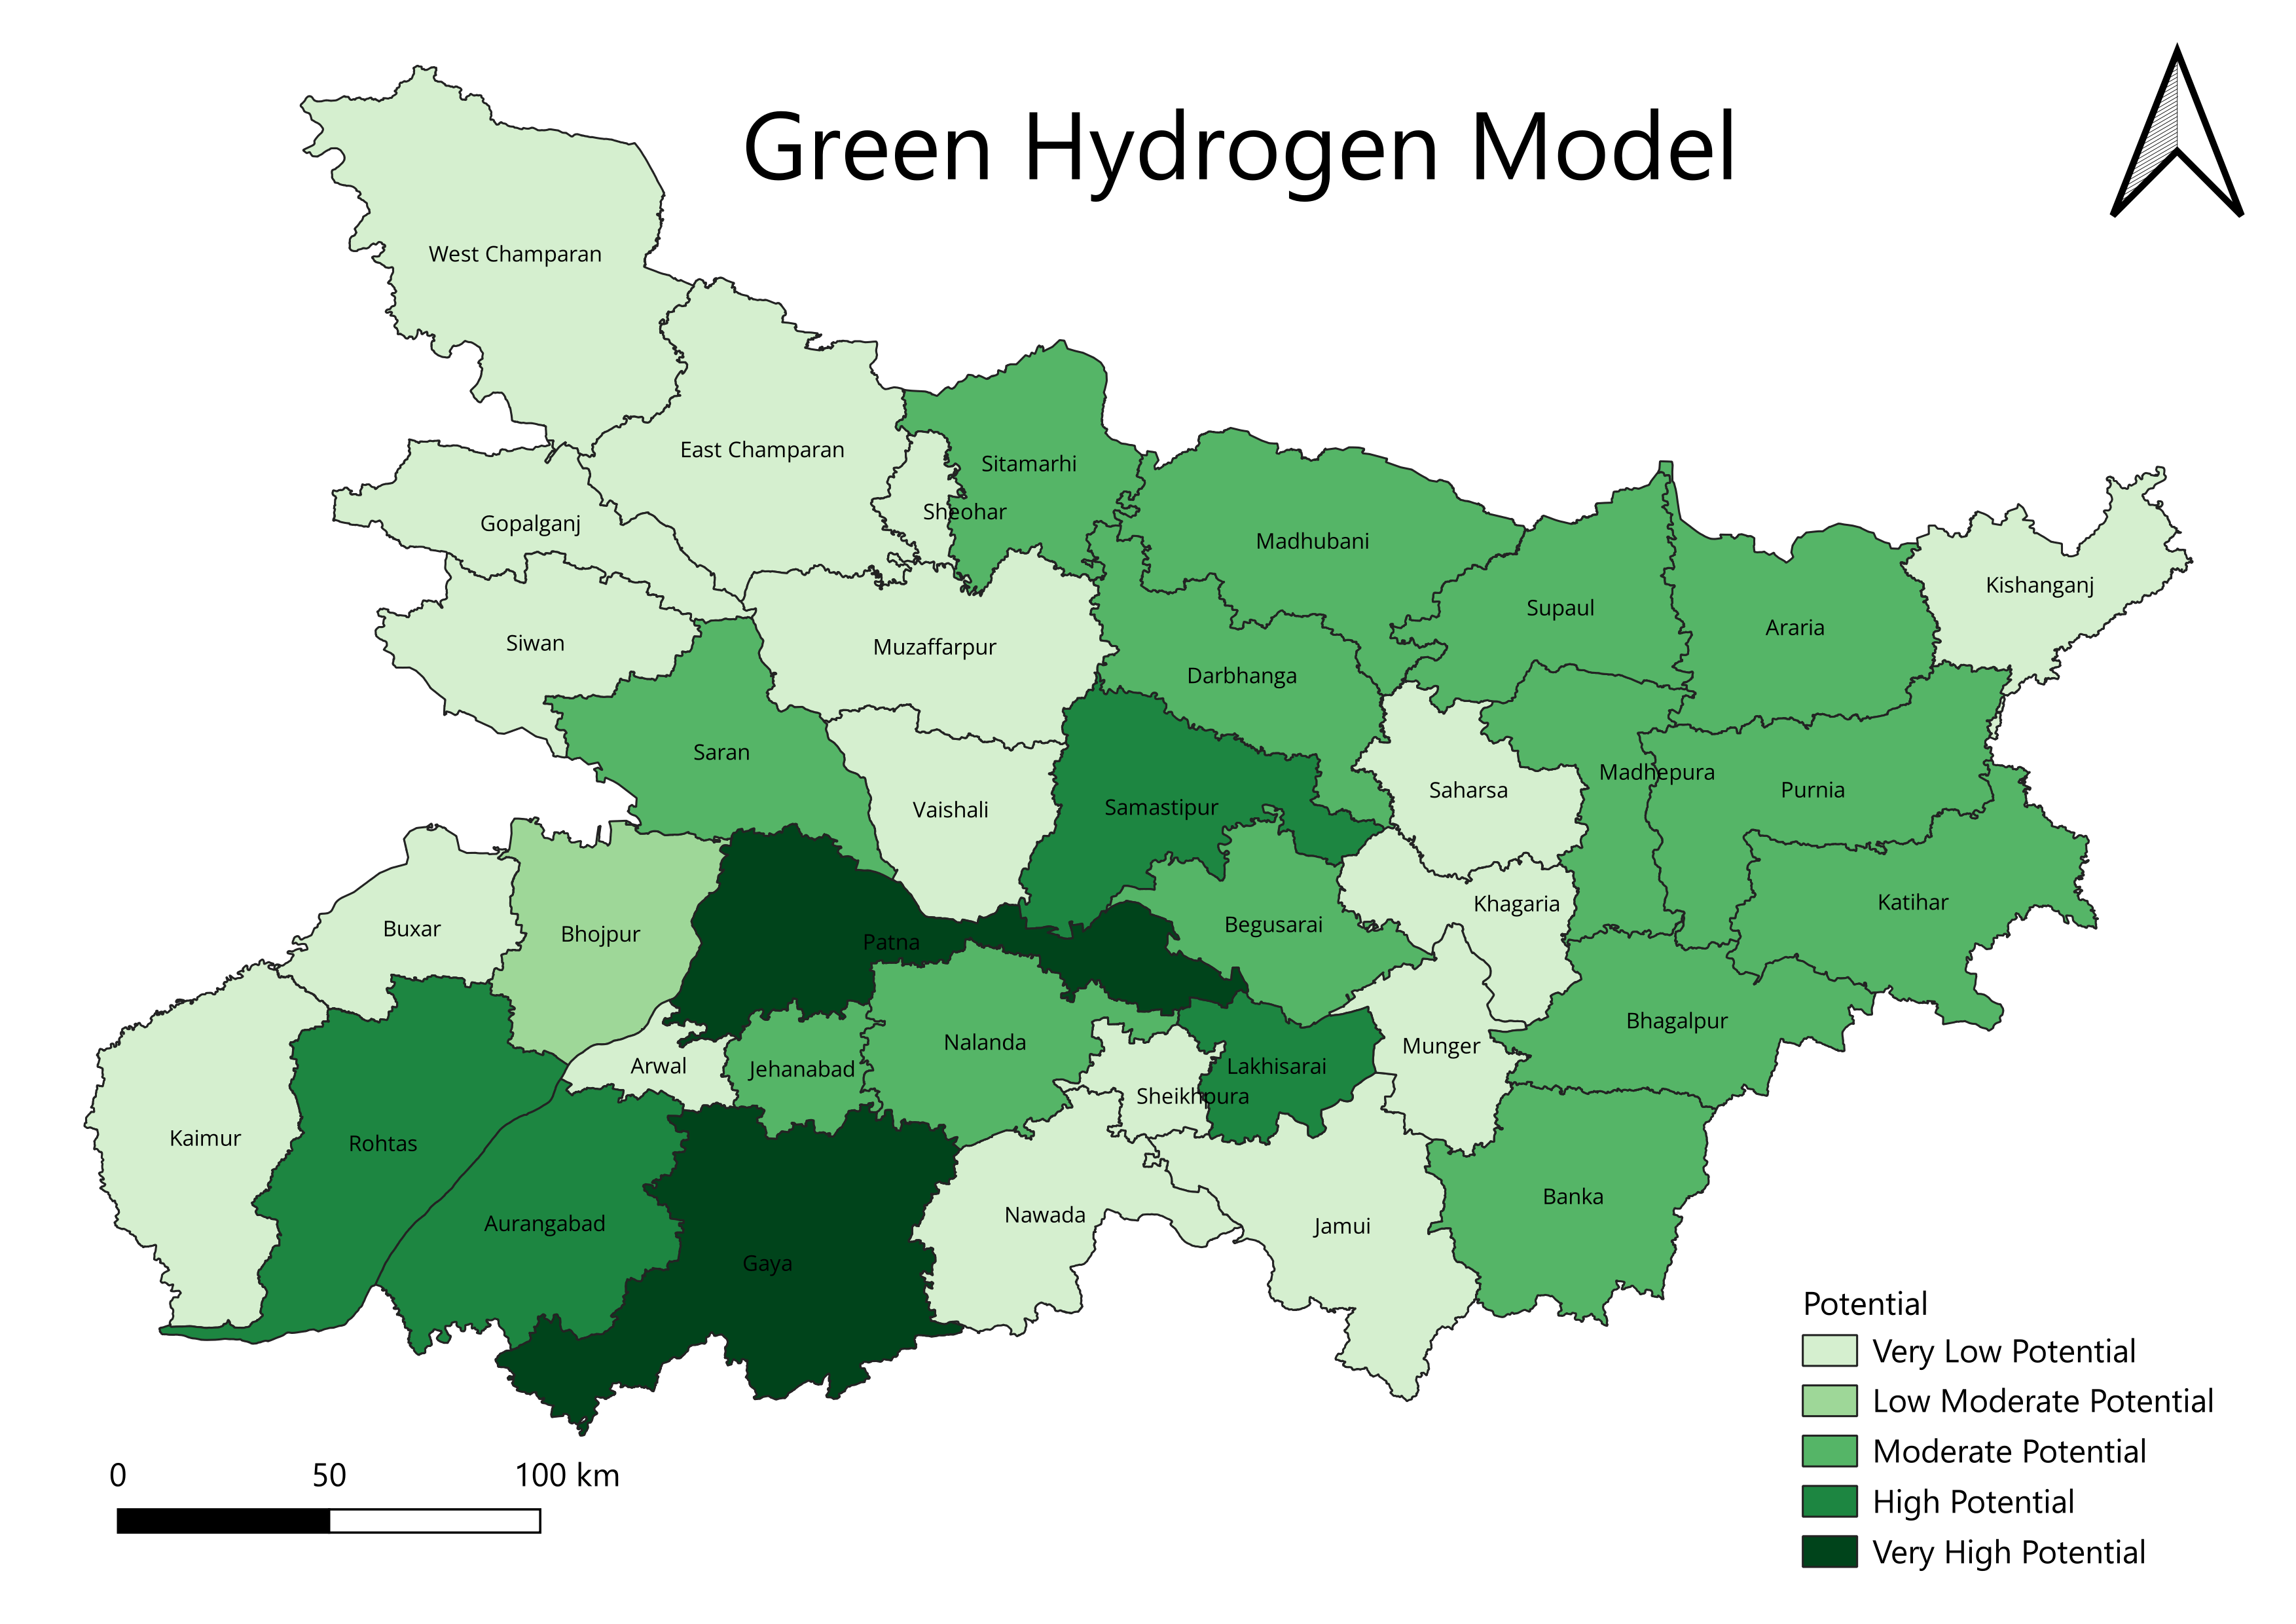 Green Hydrogen Model
West Champaran
East Champaran
Sitamarhi
Sheohar
Gopalganj
Madhubani
Kishanganj
Supaul
Araria
Siwan
Muzaffarpur
Darbhanga
Saran
Madhepura
Saharsa
Purnia
Vaishali
Samastipur
Khagaria
Katihar
Begusarai
Buxar
Bhojpur
Patna
Bhagalpur
Nalanda
Munger
Arwal
Jehanabad
Lakhisarai
Sheikhpura
Kaimur
Rohtas
Banka
Nawada
Aurangabad
Jamui
Gaya
Potential
Very Low Potential
Low Moderate Potential
Moderate Potential
High Potential
Very High Potential
0 50 100 km